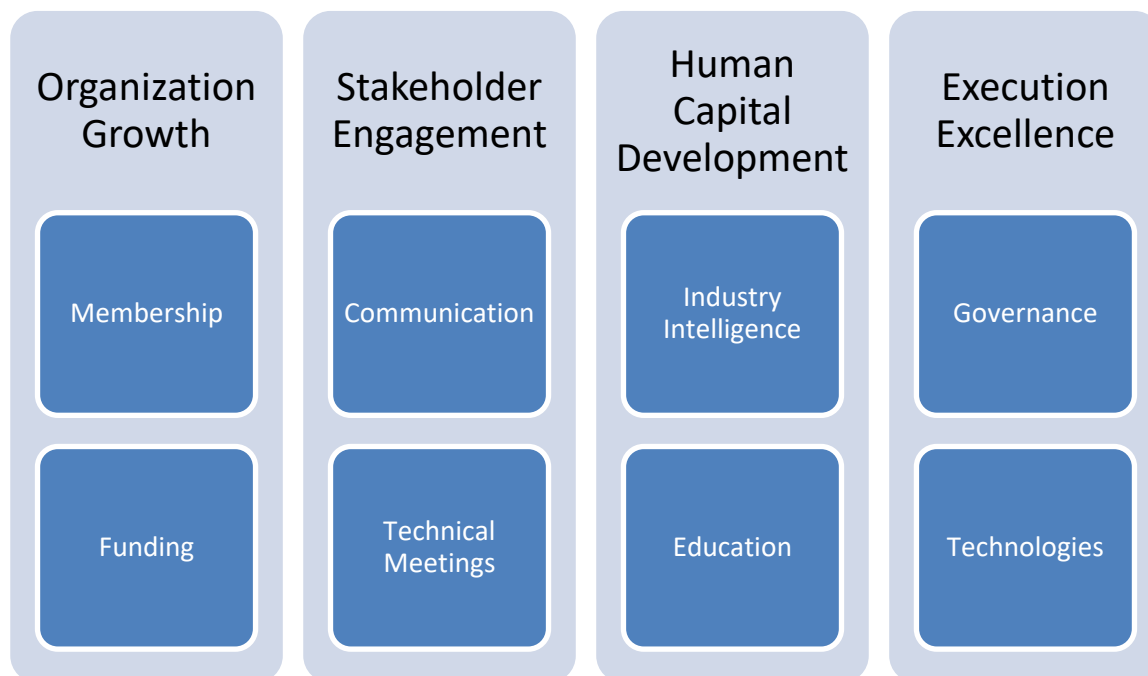 Organization
Growth
Membership
Funding
Stakeholder
Engagement
Communication
Technical
Meetings
Human
Capital
Development
Industry
Intelligence
Education
Execution
Excellence
Governance
Technologies